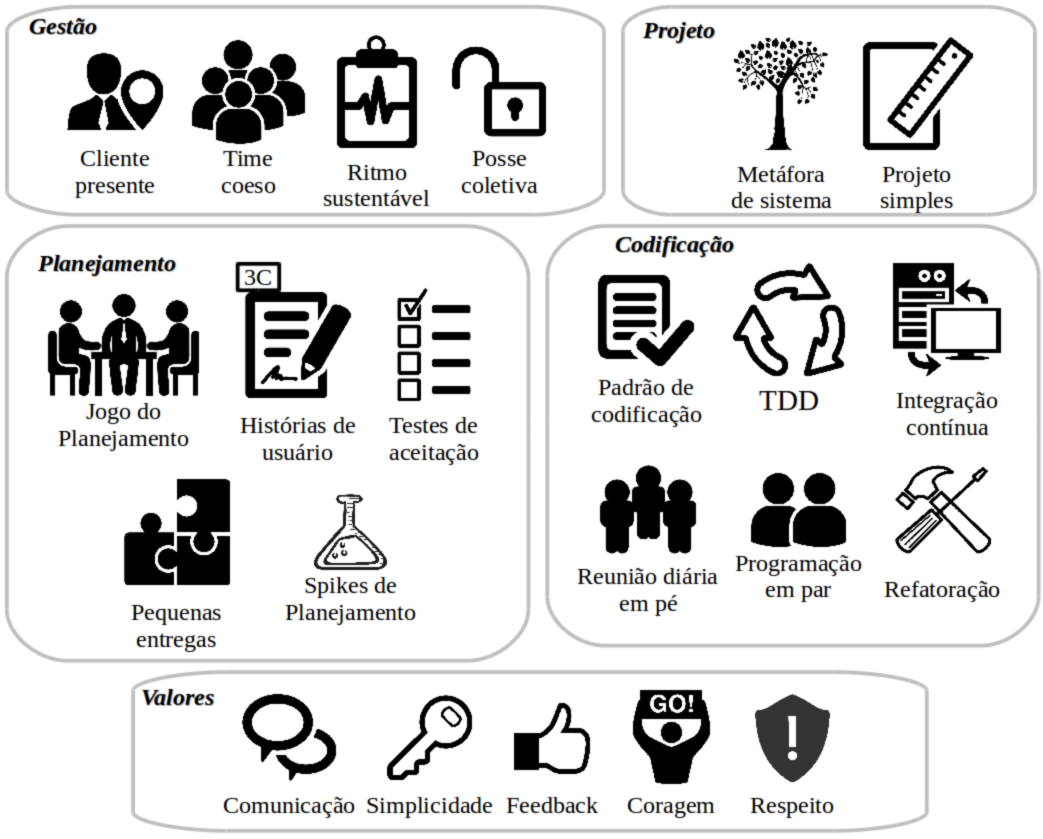 Gestão
Cliente
presente
Time
coeso
Ritmo
sustentável
Posse
coletiva
Projeto
Metáfora
de sistema
Projeto
simples
Planejamento
Jogo do
Planejamento
3C
Histórias de
usuário
Testes de
aceitação
Pequenas
entregas
Spikes de
Planejamento
Codificação
Padrão de
codificação
TDD
Integração
contínua
Reunião diária
em pé
Programação
em par
Refatoração
Valores
Comunicação
Simplicidade
Feedback
GO!
Coragem
!
Respeito